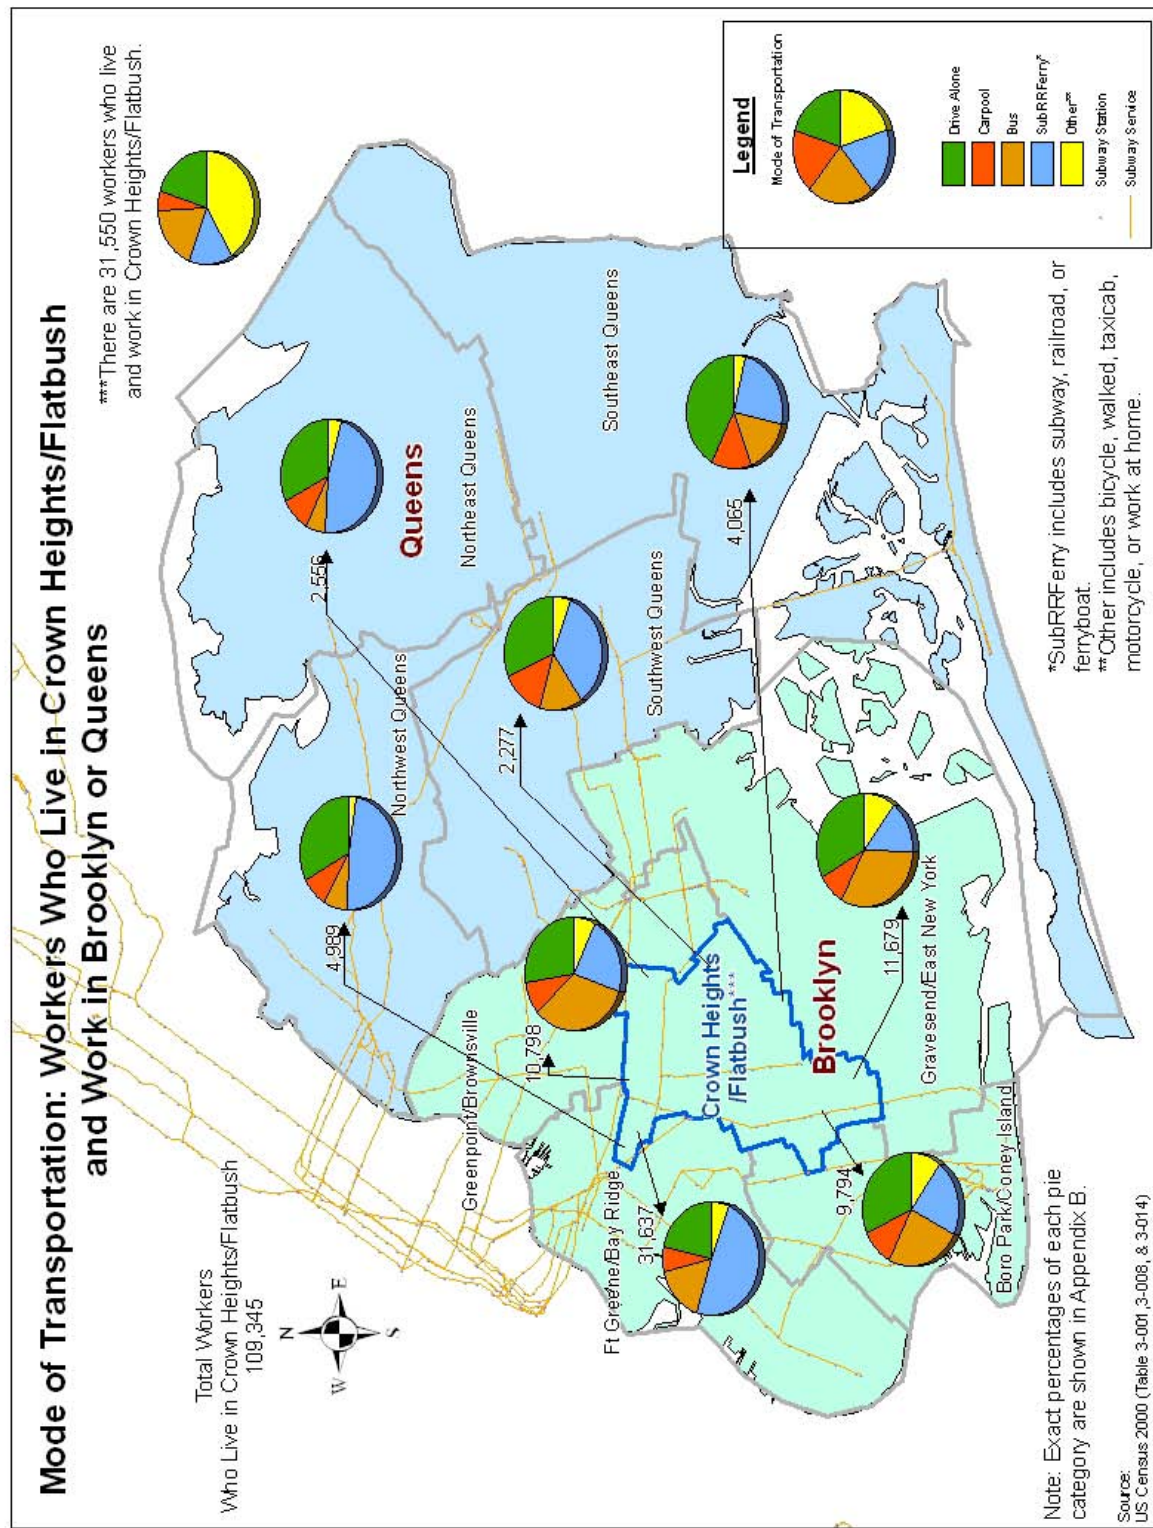 Mode of Transportation: Workers Who Live in Crown Heights/Flatbush
and Work in Brooklyn or Queens
***There are 31,550 workers who live
and work in Crown Heights/Flatbush.
Total Workers
Who Live in Crown Heights/Flatbush
109,345
N
W
E
S
4,989
2,556
Northwest Queens
Queens
Northeast Queens
Greenpoint/Brownsville
10,798
2,277
Southwest Queens
Southeast Queens
4,065
Ft Greene/Bay Ridge
31,637
Crown Heights
/Flatbush***
Brooklyn
9,794
11,679
Gravesend/East New York
Boro Park/Coney Island
Legend
Mode of Transportation
Drive Alone
Carpool
Bus
SubRRFerry*
Other**
Subway Station
Subway Service
*SubRRFerry includes subway, railroad, or
ferryboat.
**Other includes bicycle, walked, taxicab,
motorcycle, or work at home.
Note: Exact percentages of each pie
category are shown in Appendix B.
Source:
US Census 2000 (Table 3-001,3-008, & 3-014)